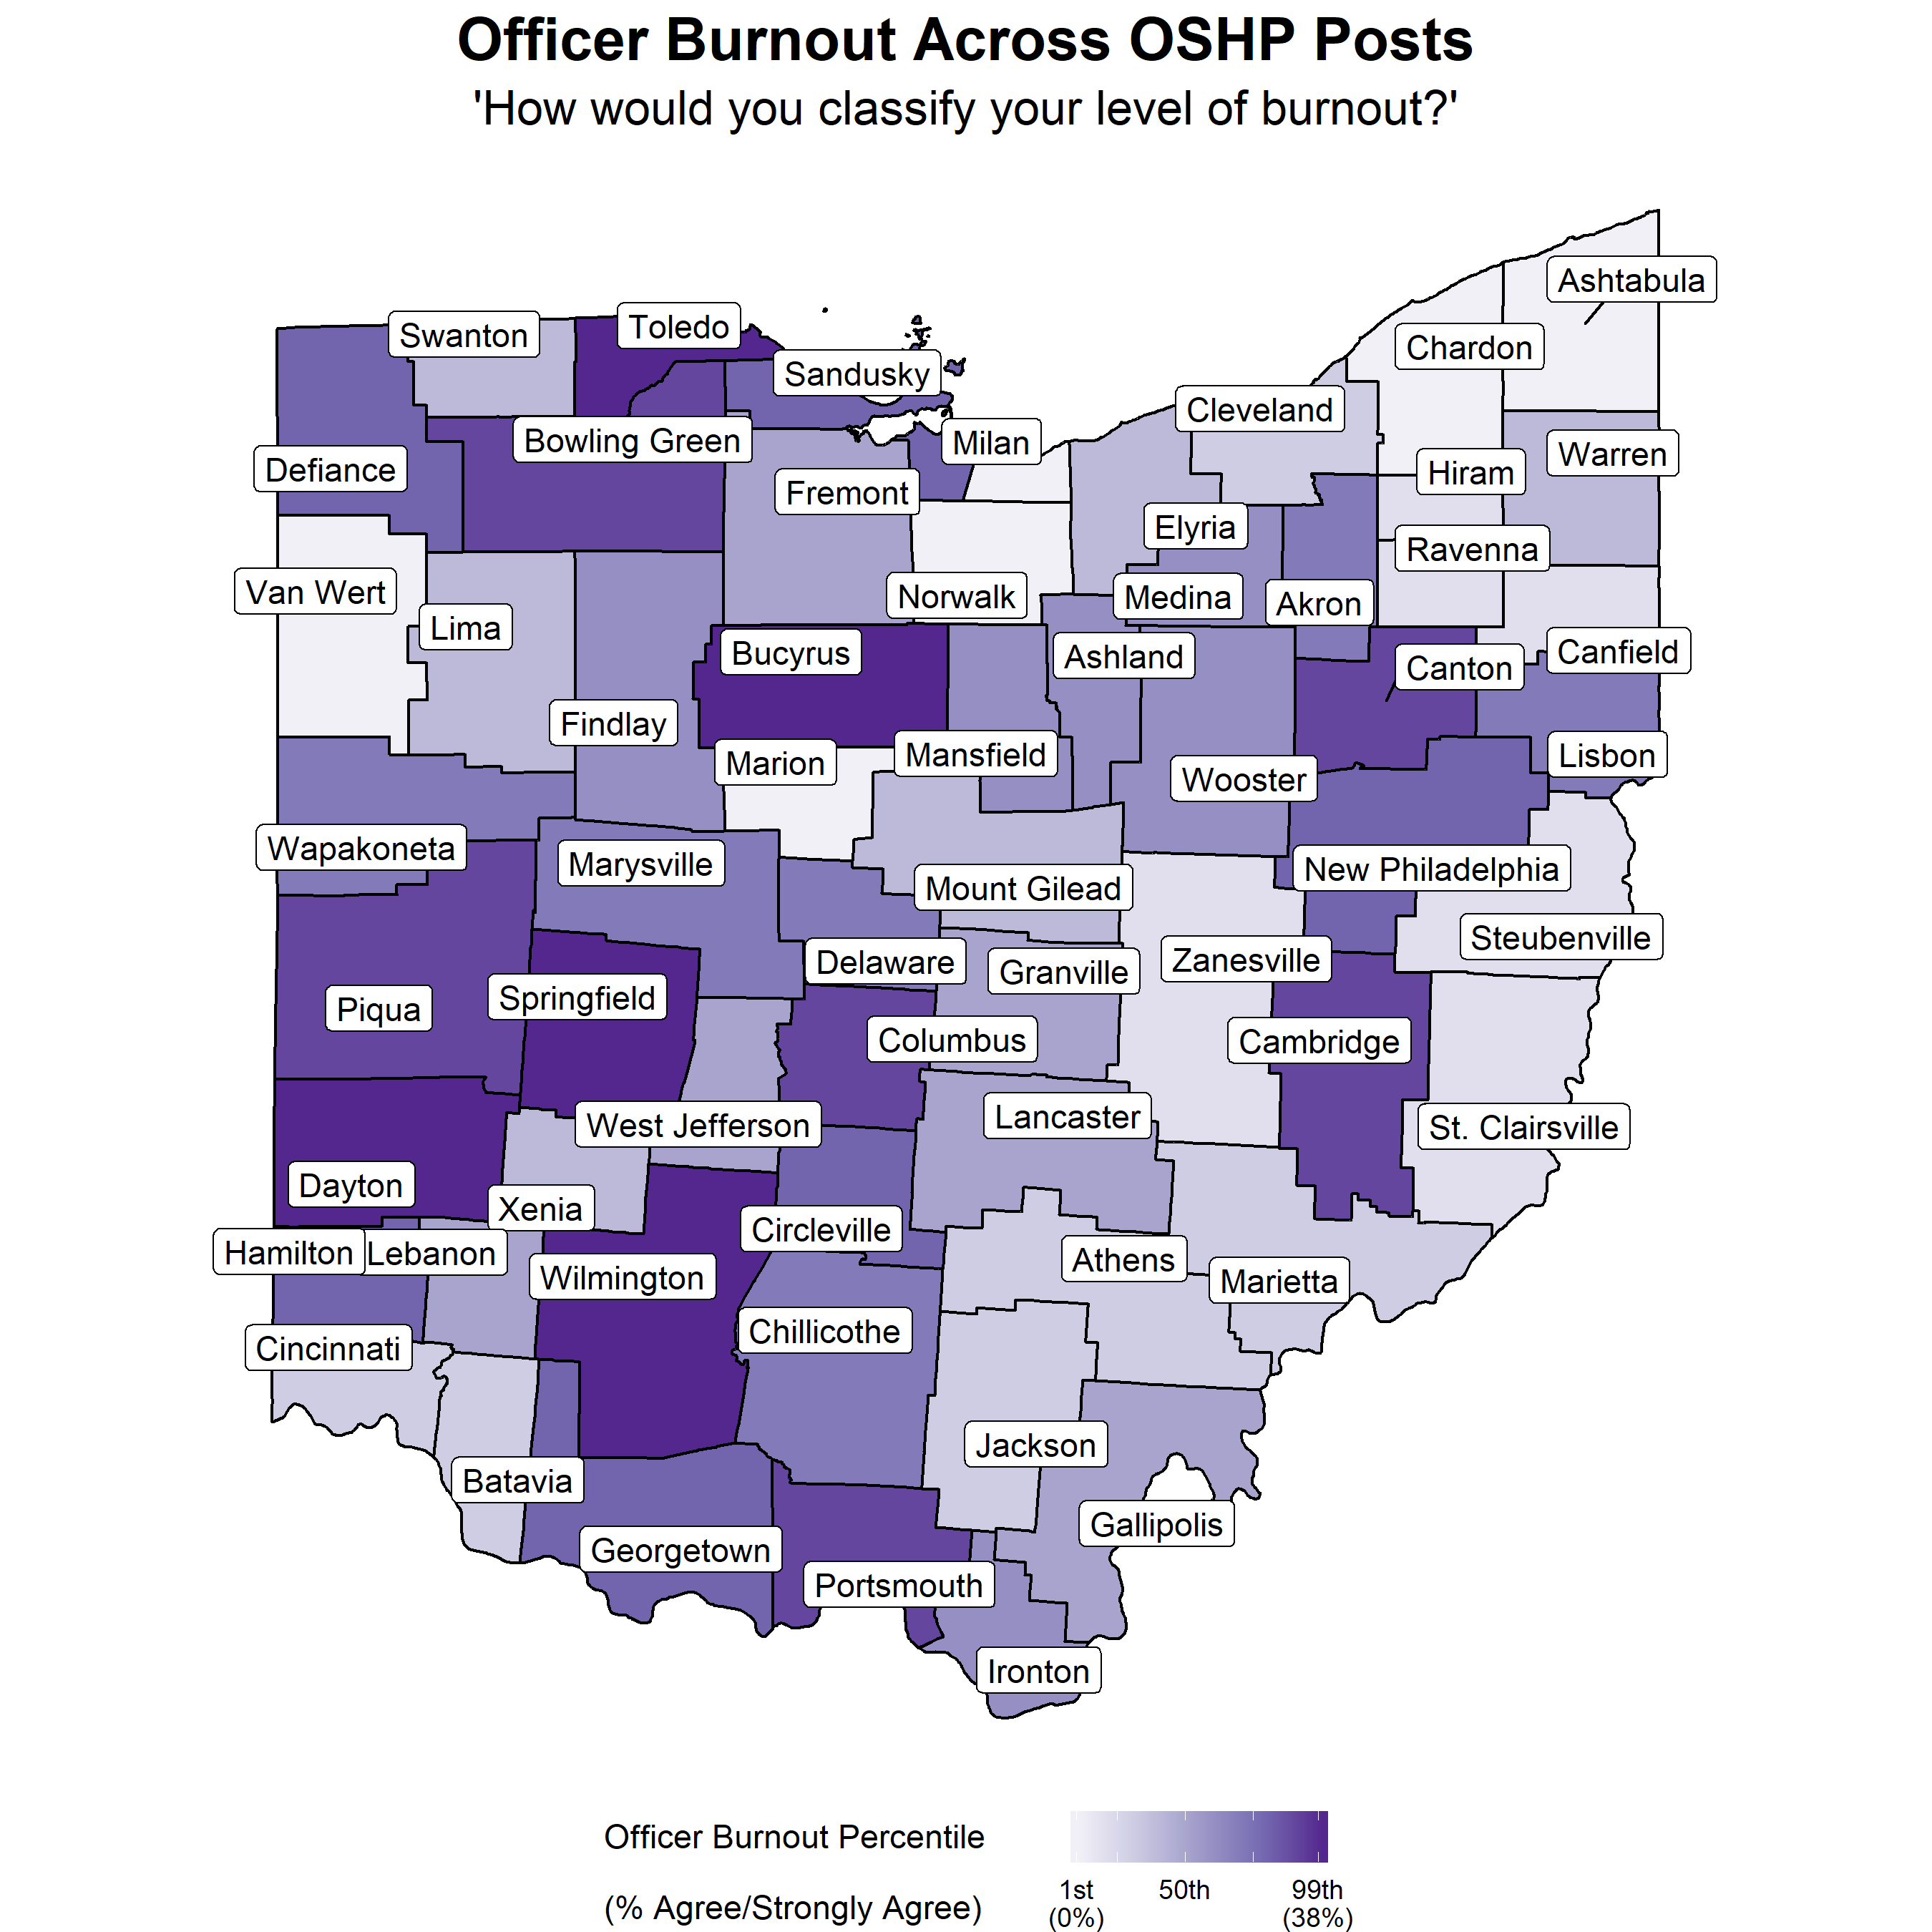 Officer Burnout Across OSHP Posts
'How would you classify your level of burnout?'
Ashtabula
Swanton
Toledo
Chardon
Sandusky
Cleveland
Bowling Green
Milan
Defiance
Hiram
Warren
Fremont
Elyria
Ravenna
Van Wert
Norwalk
Medina
Akron
Lima
Bucyrus
Ashland
Canton
Canfield
Findlay
Marion
Mansfield
Wooster
Lisbon
Wapakoneta
Marysville
New Philadelphia
Mount Gilead
Steubenville
Delaware
Granville
Zanesville
Piqua
Springfield
Columbus
Cambridge
West Jefferson
Lancaster
St. Clairsville
Dayton
Xenia
Circleville
Hamilton
Lebanon
Athens
Wilmington
Marietta
Cincinnati
Chillicothe
Jackson
Batavia
Gallipolis
Georgetown
Portsmouth
Ironton
Officer Burnout Percentile
(% Agree/Strongly Agree)
1st
(0%)
50th
99th
(38%)